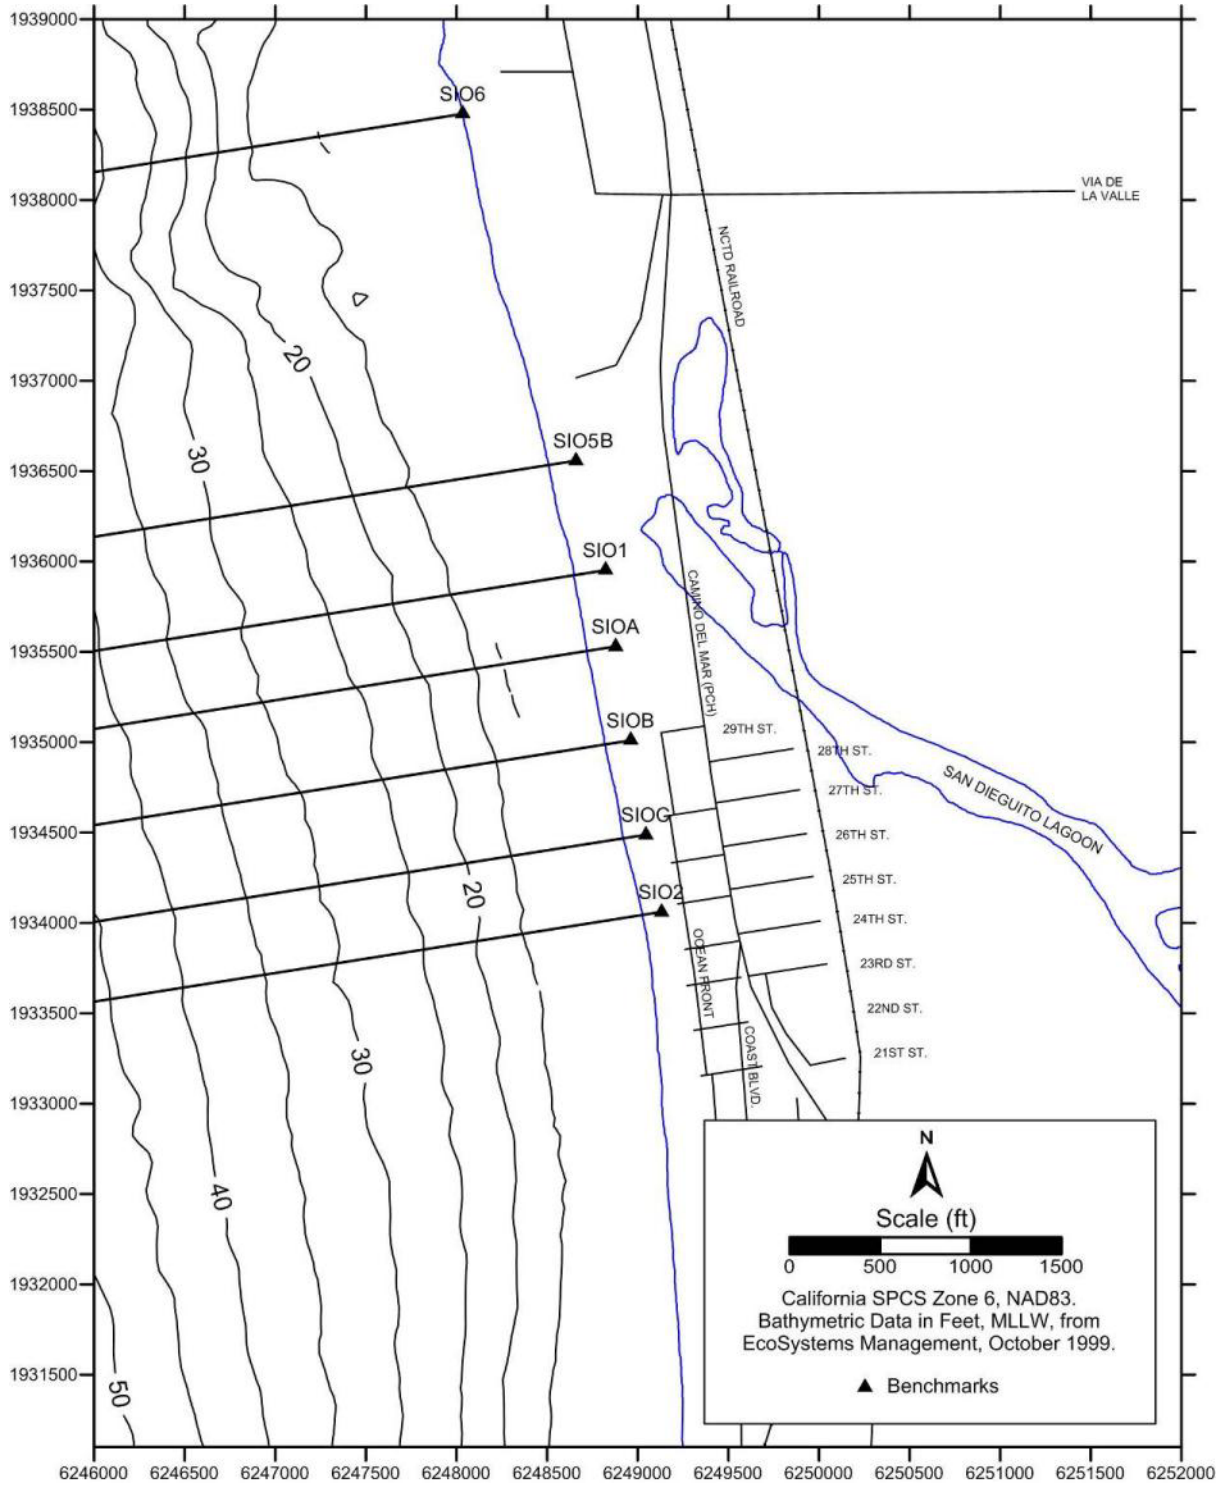 1939000
1938500
1938000
1937500
1937000
1936500
1936000
1935500
1935000
1934500
1934000
1933500
1933000
1932500
1932000
1931500
SIO6
VIA DE
LA VALLE
NCTD RAILROAD
20
30
SIO5B
SIO1
SIOA
CAMINO DEL MAR (PCH)
SIOB
29TH ST.
28TH ST.
27TH ST.
SAN DIEGUITO LAGOON
SIOG
26TH ST.
25TH ST.
20
SIO2
24TH ST.
OCEAN FRONT
23RD ST.
22ND ST.
21ST ST.
30
COAST BLVD.
40
50
N
Scale (ft)
0 500 1000 1500
California SPCS Zone 6, NAD83.
Bathymetric Data in Feet, MLLW, from
EcoSystems Management, October 1999.
Benchmarks
6246000 6246500 6247000 6247500 6248000 6248500 6249000 6249500 6250000 6250500 6251000 6251500 6252000